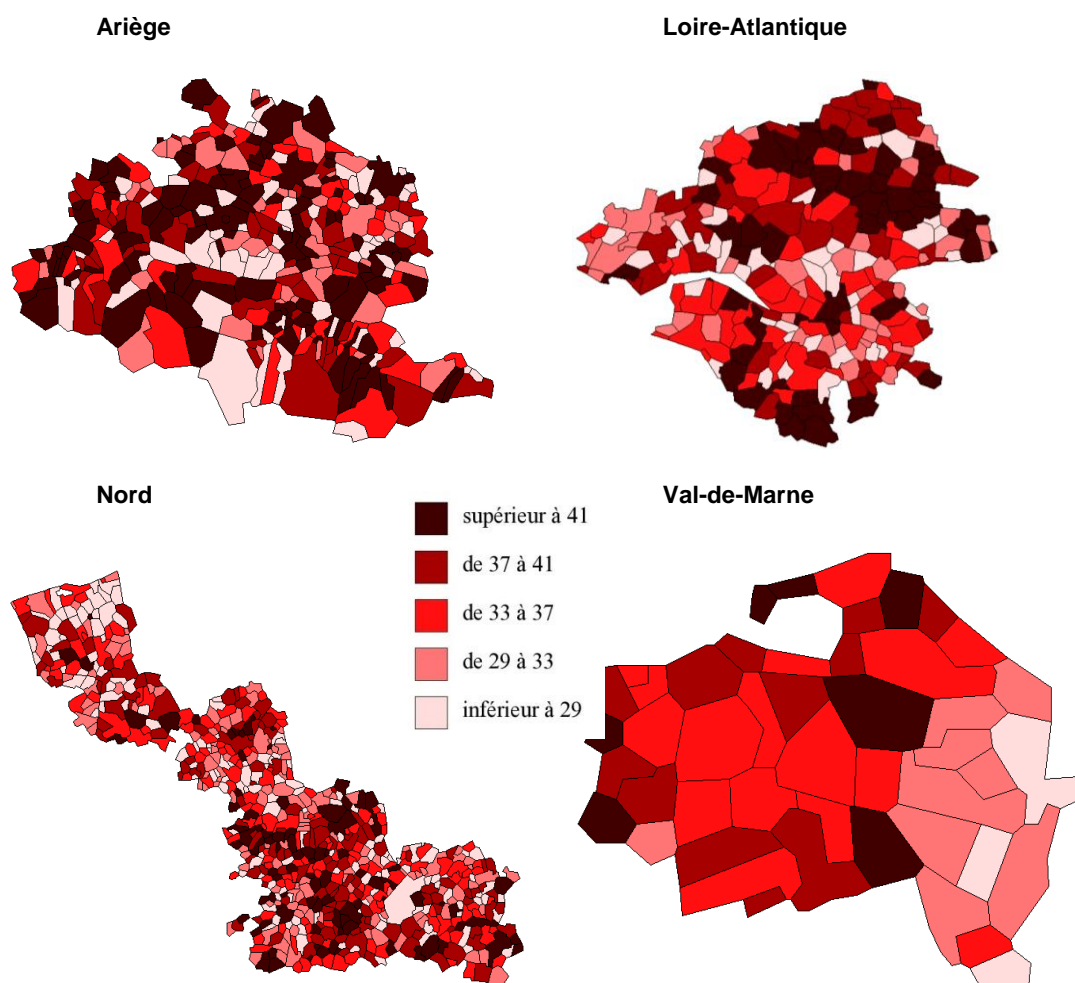 Ariège
Loire-Atlantique
Nord
Val-de-Marne
supérieur à 41
de 37 à 41
de 33 à 37
de 29 à 33
inférieur à 29